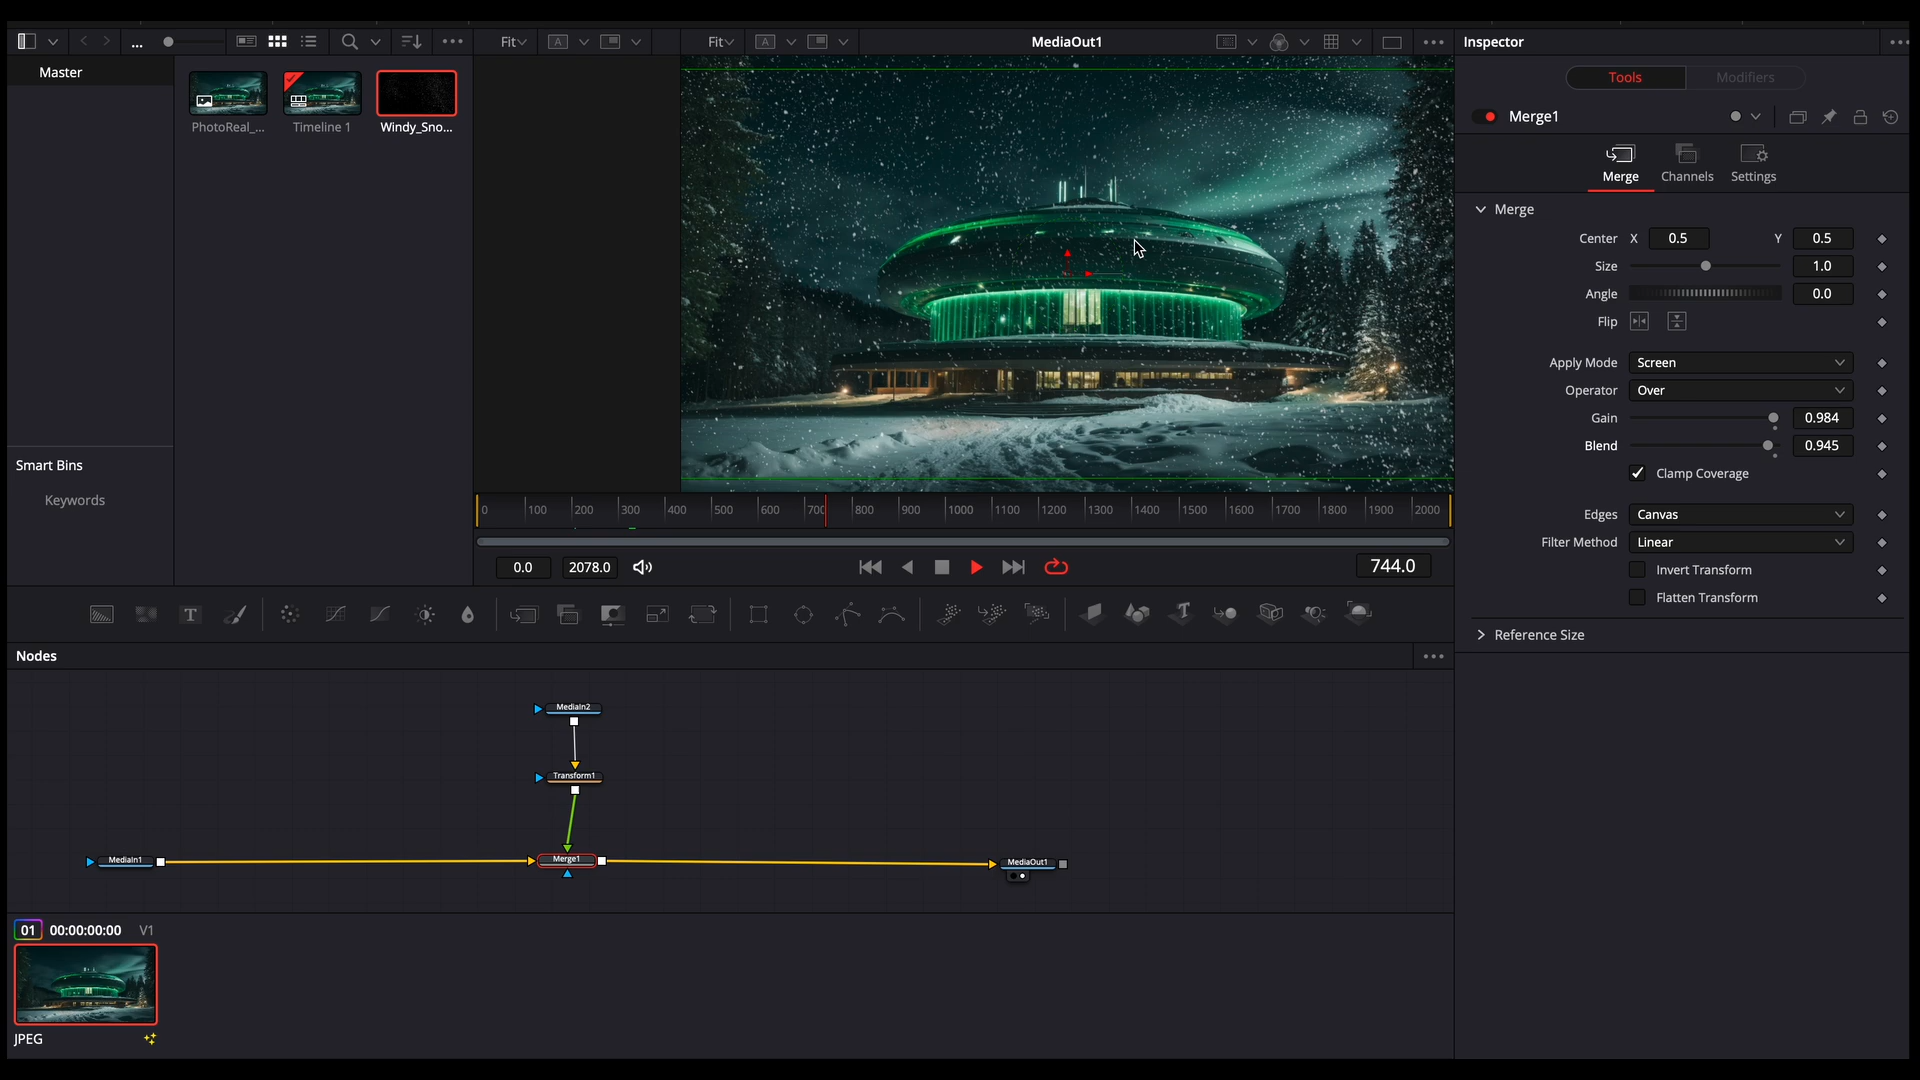 ...
Fit
A
Fit
A
MediaOut1
Inspector
Master
PhotoReal_...
Timeline 1
Windy_Sno...
Tools
Modifiers
Merge1
Merge
Channels
Settings
Merge
Center X 0.5 Y 0.5
Size 1.0
Angle 0.0
Flip
Apply Mode Screen
Operator Over
Gain 0.984
Blend 0.945
Clamp Coverage
Edges Canvas
Filter Method Linear
Invert Transform
Flatten Transform
Reference Size
Smart Bins
Keywords
0 100 200 300 400 500 600 700 800 900 1000 1100 1200 1300 1400 1500 1600 1700 1800 1900 2000
0.0 2078.0 744.0
T
Nodes
MediaIn2
Transform1
MediaIn1
Merge1
MediaOut1
01 00:00:00:00 V1
JPEG